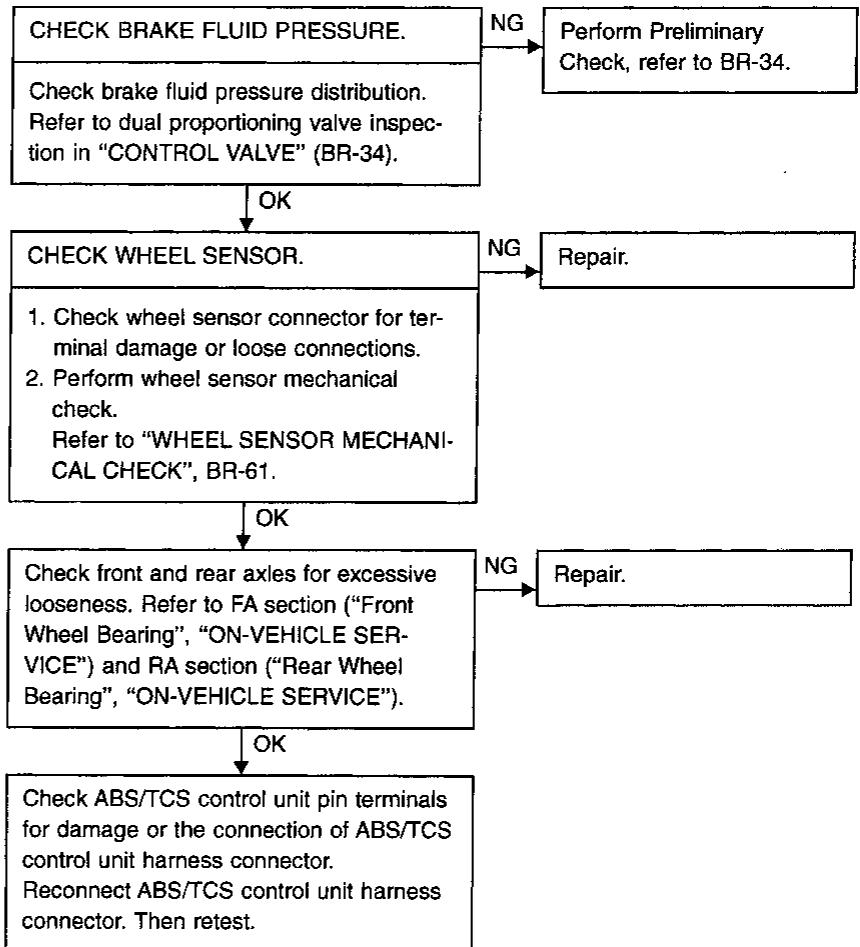 CHECK BRAKE FLUID PRESSURE.
NG
Perform Preliminary
Check, refer to BR-34.
Check brake fluid pressure distribution.
Refer to dual proportioning valve inspec-
tion in “CONTROL VALVE” (BR-34).
OK
CHECK WHEEL SENSOR.
NG
Repair.
1. Check wheel sensor connector for ter-
minal damage or loose connections.
2. Perform wheel sensor mechanical
check.
Refer to “WHEEL SENSOR MECHANI-
CAL CHECK”, BR-61.
OK
Check front and rear axles for excessive
looseness. Refer to FA section (“Front
Wheel Bearing”, “ON-VEHICLE SER-
VICE”) and RA section (“Rear Wheel
Bearing”, “ON-VEHICLE SERVICE”).
NG
Repair.
OK
Check ABS/TCS control unit pin terminals
for damage or the connection of ABS/TCS
control unit harness connector.
Reconnect ABS/TCS control unit harness
connector. Then retest.